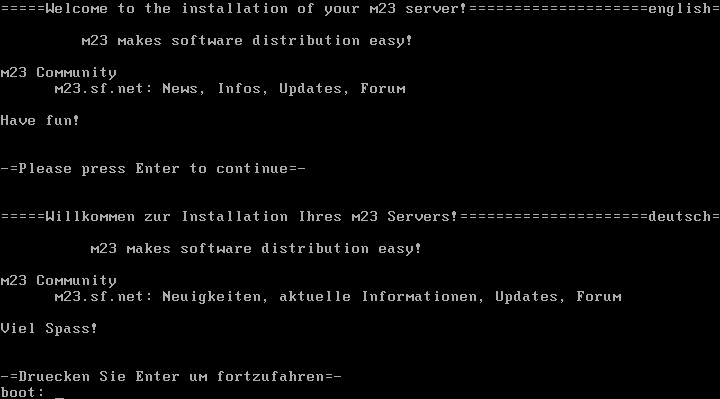 =====Welcome to the installation of your m23 server!====================english=
m23 makes software distribution easy!
m23 Community
m23.sf.net: News, Infos, Updates, Forum
Have fun!
-=Please press Enter to continue=-
=====Willkommen zur Installation Ihres m23 Servers!=====================deutsch=
m23 makes software distribution easy!
m23 Community
m23.sf.net: Neuigkeiten, aktuelle Informationen, Updates, Forum
Viel Spass!
-=Druecken Sie Enter um fortzufahren=-
boot: _